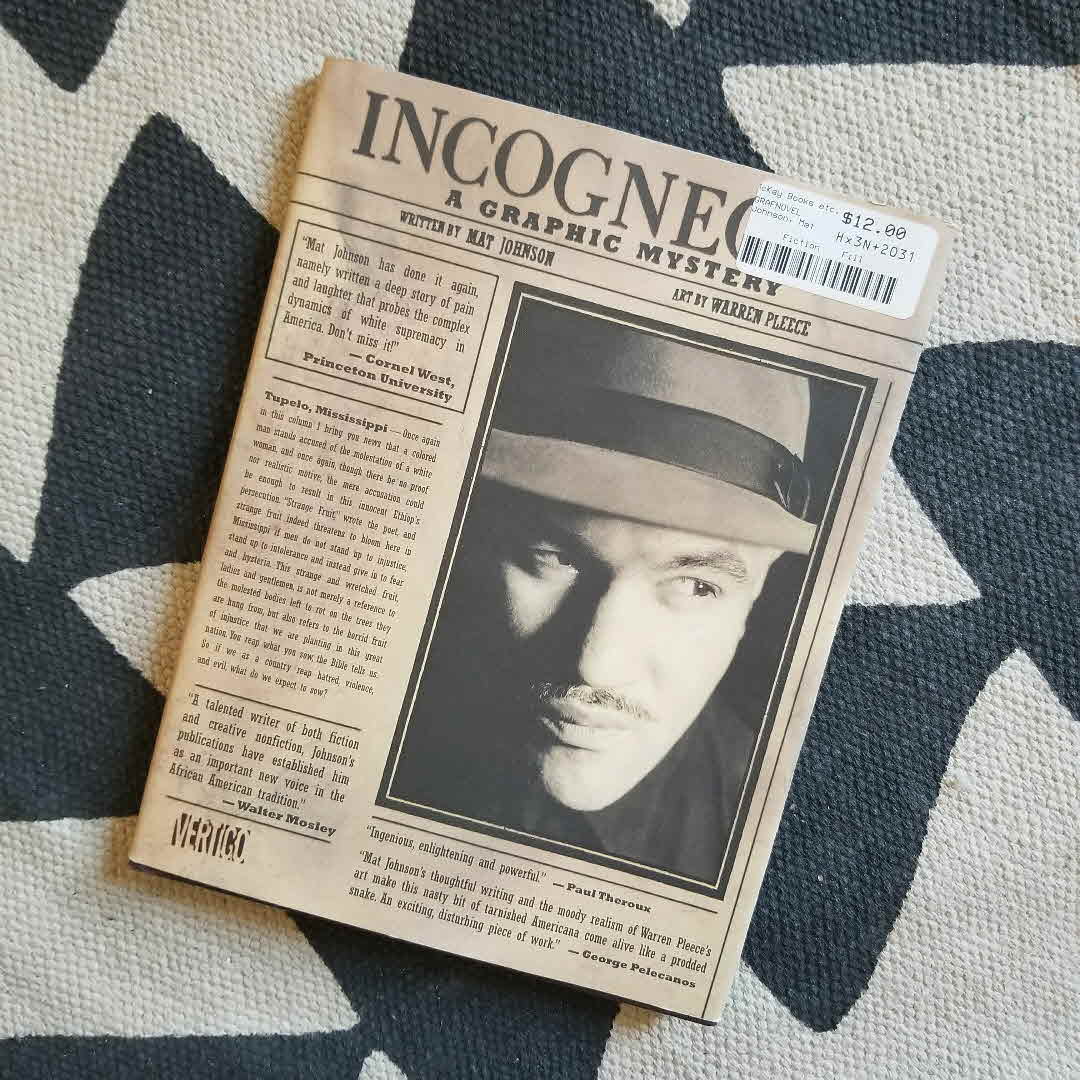 INCOGNEG
A GRAPHIC MYSTERY
WRITTEN BY MAT JOHNSON
ART BY WARREN PLEECE
McKay Books etc.
GRAFNOVEL
Johnson, Mat
$12.00
Hx3N+2031
Fiction
"Mat Johnson has done it again,
namely written a deep story of pain
and laughter that probes the complex
dynamics of white supremacy in
America. Don't miss it!"
— Cornel West,
Princeton University
Tupelo, Mississippi — Once again
in this column I bring you news that a colored
man stands accused of the molestation of a white
woman, and once again, though there be no proof
nor realistic motive, the mere accusation could
be enough to result in this innocent Ethiop's
persecution. "Strange Fruit," wrote the poet, and
strange fruit indeed threatens to bloom here in
Mississippi if men do not stand up to injustice,
stand up to intolerance and instead give in to fear
and hysteria. This strange and wretched fruit,
ladies and gentlemen, is not merely a reference to
the molested bodies left to rot on the trees they
are hung from, but also refers to the horrid fruit
of injustice that we are planting in this great
nation. You reap what you sow, the Bible tells us.
So if we as a country reap hatred, violence,
and evil, what do we expect to sow?
"A talented writer of both fiction
and creative nonfiction, Johnson's
publications have established him
as an important new voice in the
African American tradition."
— Walter Mosley
VERTIGO
"Ingenious, enlightening and powerful." — Paul Theroux
"Mat Johnson's thoughtful writing and the moody realism of Warren Pleece's
art make this nasty bit of tarnished Americana come alive like a prodded
snake. An exciting, disturbing piece of work." — George Pelecanos